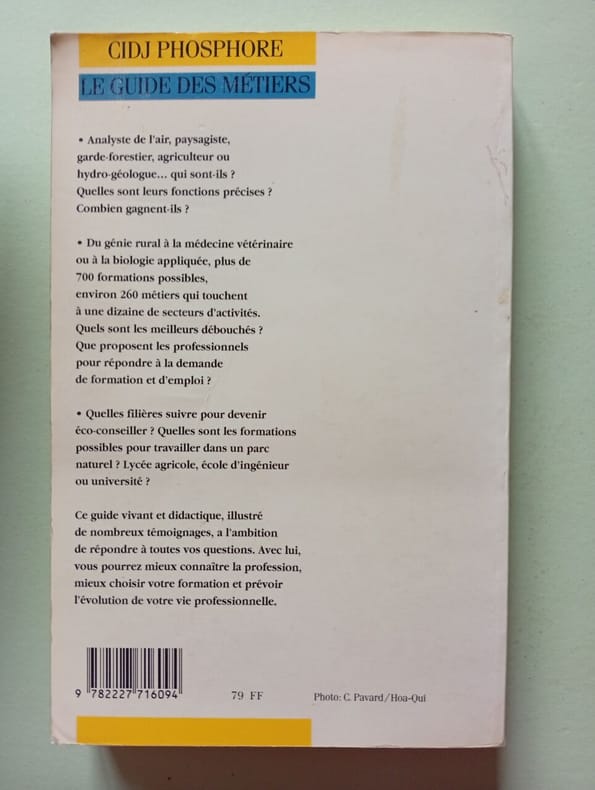 CIDJ PHOSPHORE
LE GUIDE DES MÉTIERS
• Analyste de l'air, paysagiste,
garde-forestier, agriculteur ou
hydro-géologue... qui sont-ils ?
Quelles sont leurs fonctions précises ?
Combien gagnent-ils ?
• Du génie rural à la médecine vétérinaire
ou à la biologie appliquée, plus de
700 formations possibles,
environ 260 métiers qui touchent
à une dizaine de secteurs d'activités.
Quels sont les meilleurs débouchés ?
Que proposent les professionnels
pour répondre à la demande
de formation et d'emploi ?
• Quelles filières suivre pour devenir
éco-conseiller ? Quelles sont les formations
possibles pour travailler dans un parc
naturel ? Lycée agricole, école d'ingénieur
ou université ?
Ce guide vivant et didactique, illustré
de nombreux témoignages, a l'ambition
de répondre à toutes vos questions. Avec lui,
vous pourrez mieux connaître la profession,
mieux choisir votre formation et prévoir
l'évolution de votre vie professionnelle.
9 782227 716094
79 FF
Photo: C. Pavard/Hoa-Qui